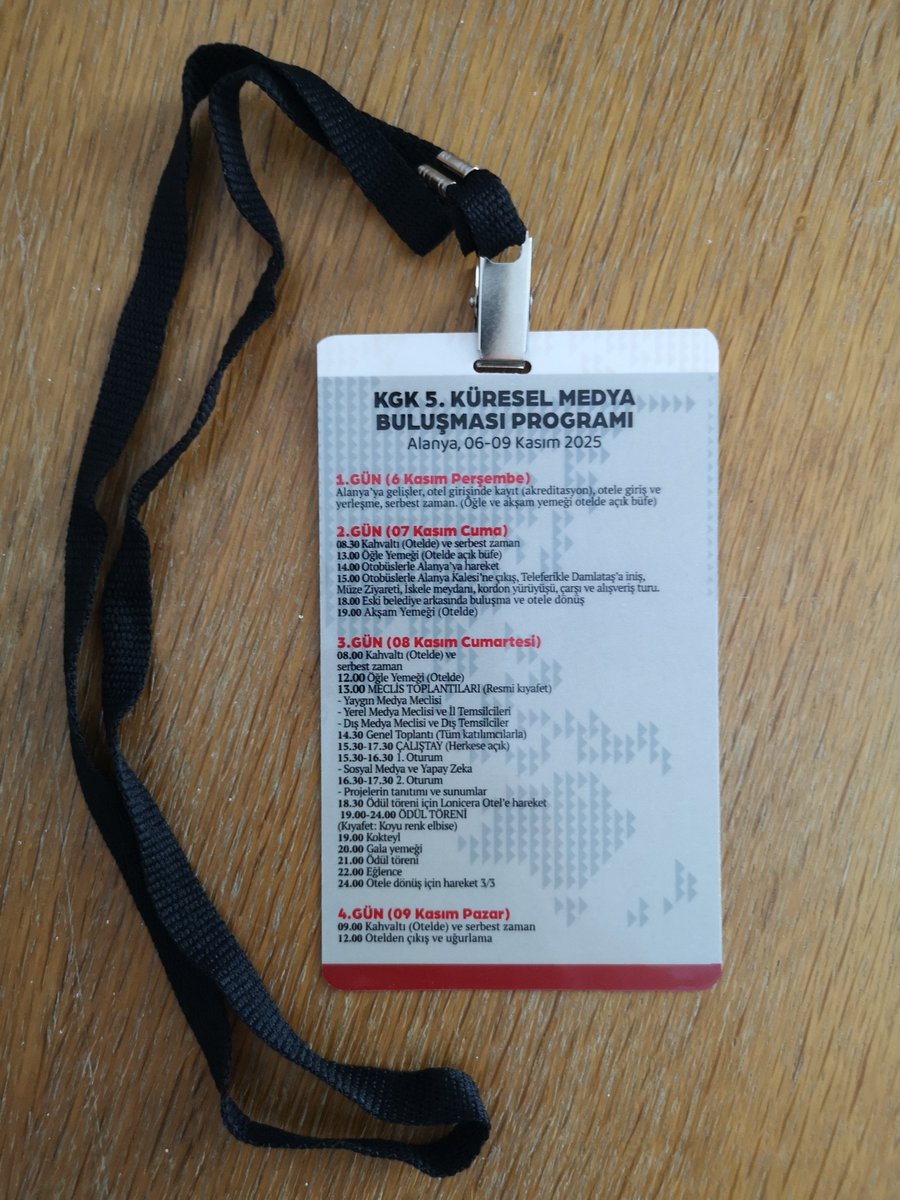 KGK 5. KÜRESEL MEDYA
BULUŞMASI PROGRAMI
Alanya, 06-09 Kasım 2025
1.GÜN (6 Kasım Perşembe)
Alanya'ya gelişler, otel girişinde kayıt (akreditasyon), otele giriş ve
yerleşme, serbest zaman. (Öğle ve akşam yemeği otelde açık büfe)
2.GÜN (07 Kasım Cuma)
08.30 Kahvaltı (Otelde) ve serbest zaman
13.00 Öğle Yemeği (Otelde açık büfe)
14.00 Otobüslerle Alanya'ya hareket
15.00 Otobüslerle Alanya Kalesi'ne çıkış, Teleferikle Damlataş'a iniş,
Müze Ziyareti, İskele meydanı, kordon yürüyüşü, çarşı ve alışveriş turu.
18.00 Eski belediye arkasında buluşma ve otele dönüş
19.00 Akşam Yemeği (Otelde)
3.GÜN (08 Kasım Cumartesi)
08.00 Kahvaltı (Otelde) ve
serbest zaman
12.00 Öğle Yemeği (Otelde)
13.00 MECLİS TOPLANTILARI (Resmi kıyafet)
- Yaygın Medya Meclisi
- Yerel Medya Meclisi ve İl Temsilcileri
- Dış Medya Meclisi ve Dış Temsilciler
14.30 Genel Toplantı (Tüm katılımcılarla)
15.30-17.30 ÇALIŞTAY (Herkese açık)
15.30-16.30 1. Oturum
- Sosyal Medya ve Yapay Zeka
16.30-17.30 2. Oturum
- Projelerin tanıtımı ve sunumlar
18.30 Ödül töreni için Lonicera Otel'e hareket
19.00-24.00 ÖDÜL TÖRENİ
(Kıyafet: Koyu renk elbise)
19.00 Kokteyl
20.00 Gala yemeği
21.00 Ödül töreni
22.00 Eğlence
24.00 Otele dönüş için hareket 3/3
4.GÜN (09 Kasım Pazar)
09.00 Kahvaltı (Otelde) ve serbest zaman
12.00 Otelden çıkış ve uğurlama